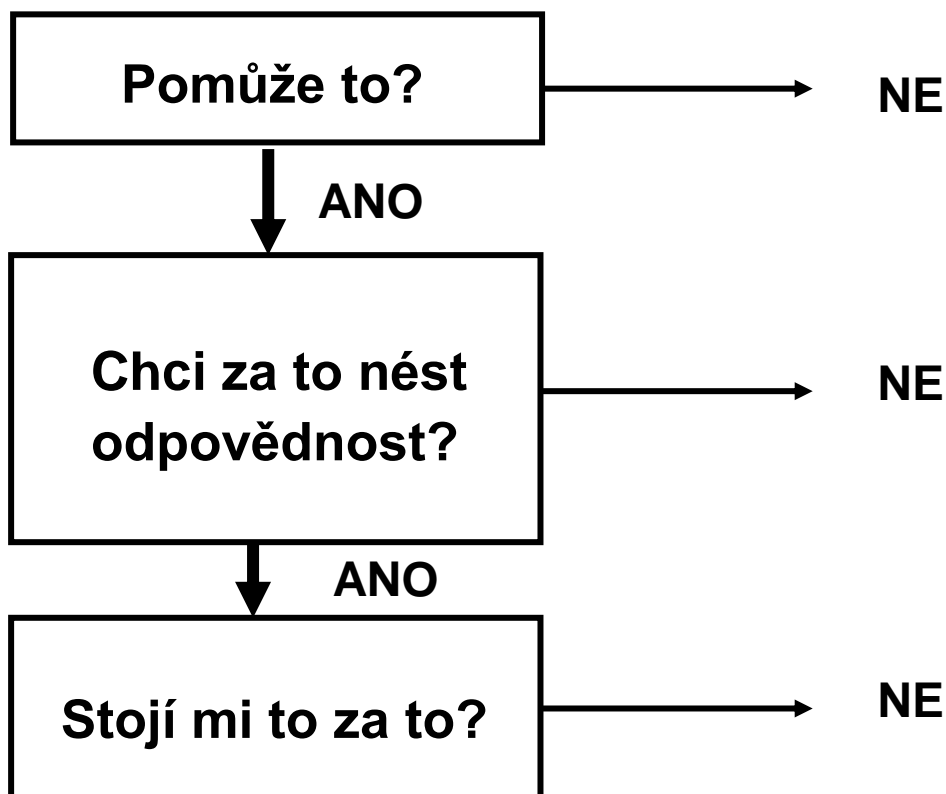 Pomůže to?
NE
ANO
Chci za to nést
odpovědnost?
NE
ANO
Stojí mi to za to?
NE